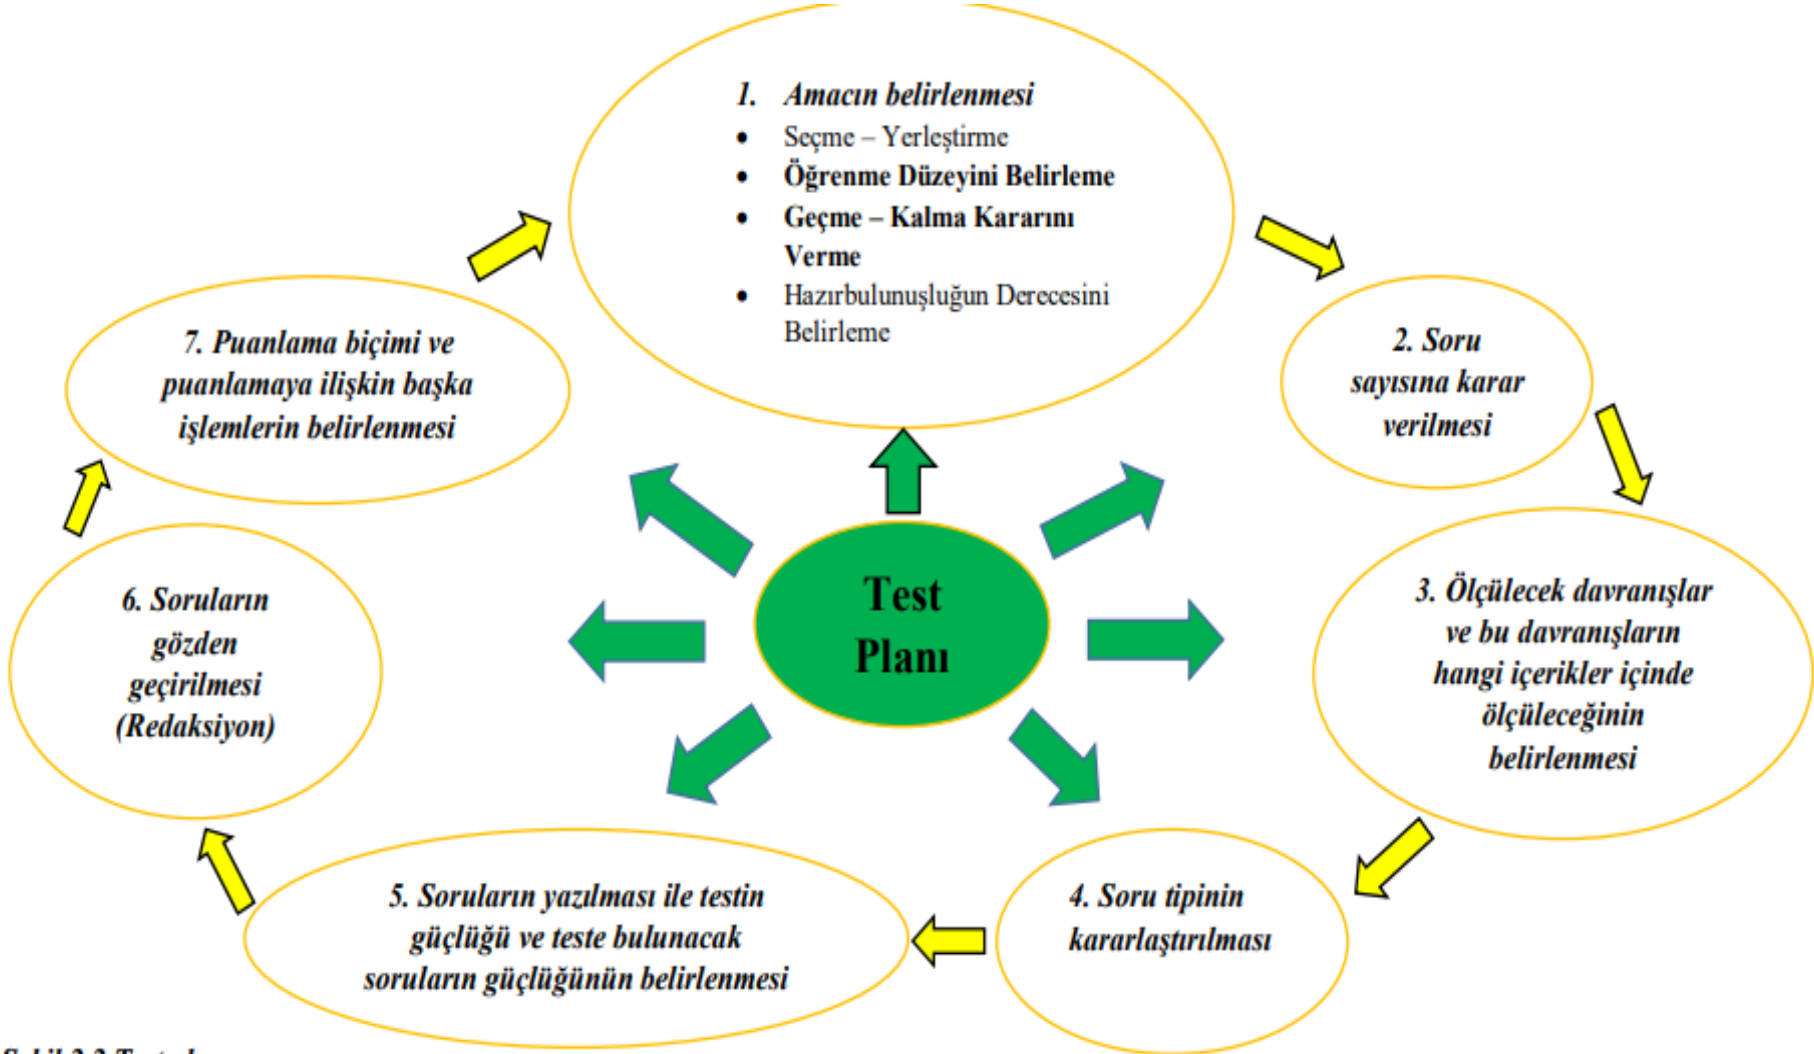 1. Amacın belirlenmesi
• Seçme – Yerleştirme
• Öğrenme Düzeyini Belirleme
• Geçme – Kalma Kararını
Verme
• Hazırbulunuşluğun Derecesini
Belirleme
2. Soru
sayısına karar
verilmesi
3. Ölçülecek davranışlar
ve bu davranışların
hangi içerikler içinde
ölçüleceğinin
belirlenmesi
4. Soru tipinin
kararlaştırılması
5. Soruların yazılması ile testin
güçlüğü ve teste bulunacak
soruların güçlüğünün belirlenmesi
6. Soruların
gözden
geçirilmesi
(Redaksiyon)
7. Puanlama biçimi ve
puanlamaya ilişkin başka
işlemlerin belirlenmesi
Test
Planı